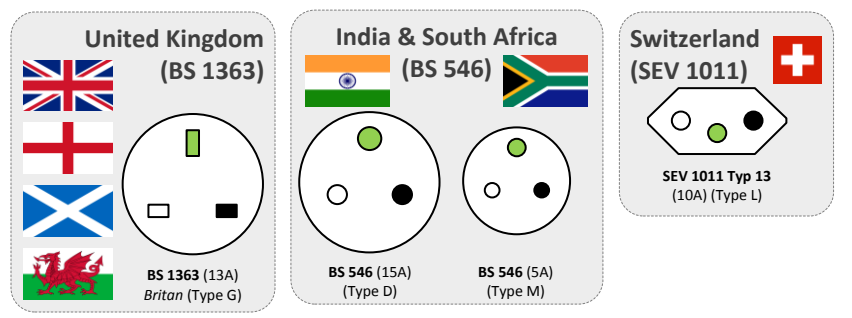 United Kingdom
(BS 1363)
BS 1363 (13A)
Britan (Type G)
India & South Africa
(BS 546)
BS 546 (15A)
(Type D)
BS 546 (5A)
(Type M)
Switzerland
(SEV 1011)
SEV 1011 Typ 13
(10A) (Type L)